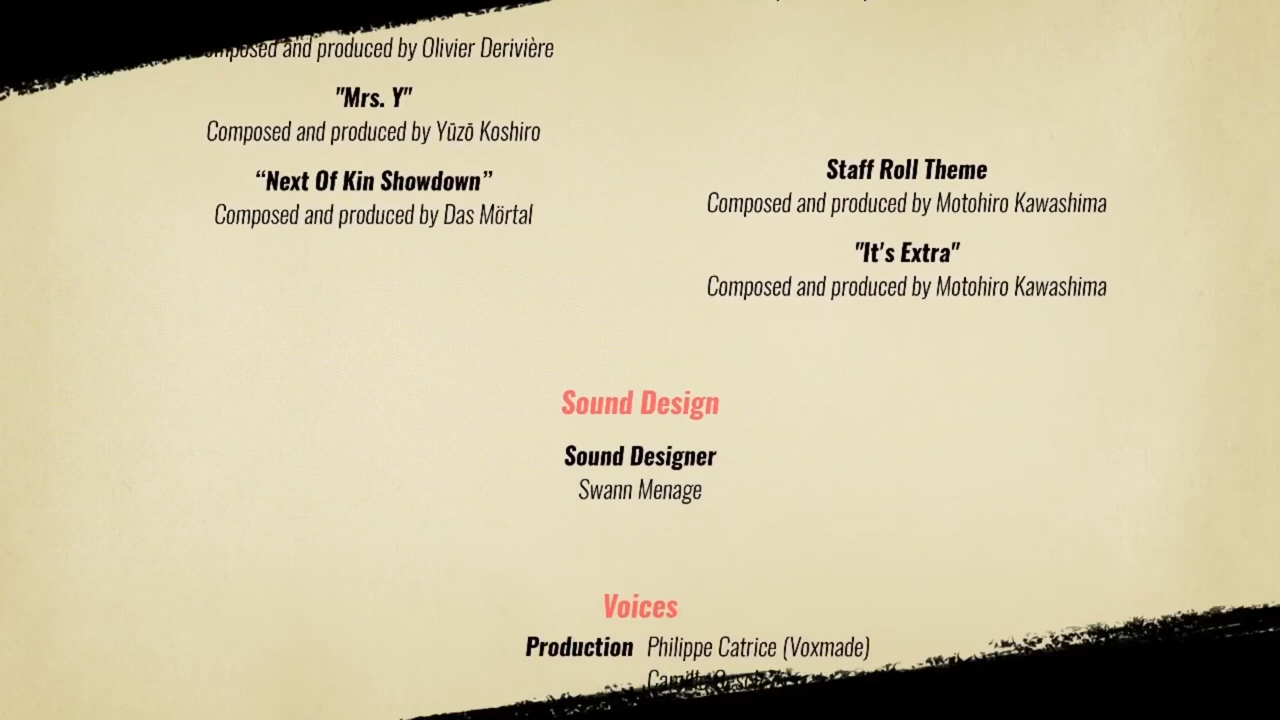 and produced by Olivier Derivière
"Mrs. Y"
Composed and produced by Yūzō Koshiro
“Next Of Kin Showdown”
Composed and produced by Das Mörtal
Staff Roll Theme
Composed and produced by Motohiro Kawashima
"It's Extra"
Composed and produced by Motohiro Kawashima
Sound Design
Sound Designer
Swann Menage
Voices
Production Philippe Catrice (Voxmade)